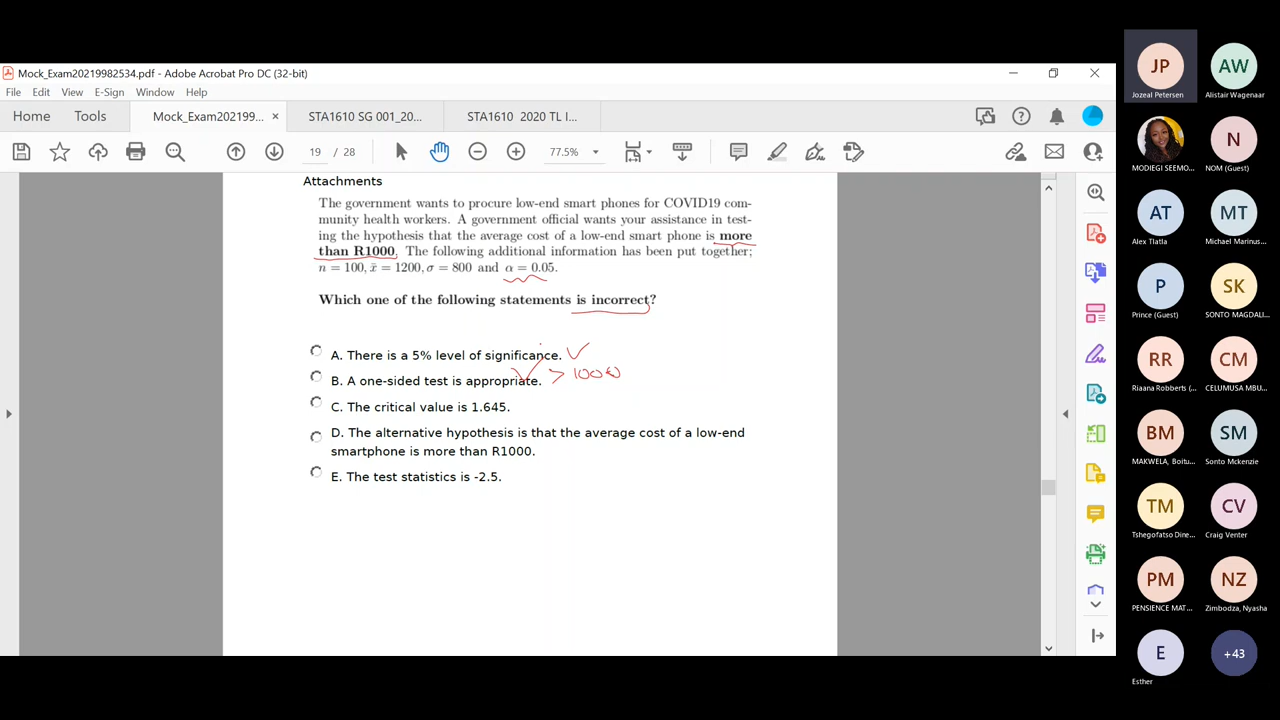 Mock_Exam20219982534.pdf - Adobe Acrobat Pro DC (32-bit)
File Edit View E-Sign Window Help
Home Tools Mock_Exam202199... × STA1610 SG 001_20... STA1610 2020 TL I...
19 / 28 77.5%
Attachments
The government wants to procure low-end smart phones for COVID19 com-
munity health workers. A government official wants your assistance in test-
ing the hypothesis that the average cost of a low-end smart phone is more
than R1000. The following additional information has been put together;
n = 100, x̄ = 1200, σ = 800 and α = 0.05.
Which one of the following statements is incorrect?
A. There is a 5% level of significance.
B. A one-sided test is appropriate. > 1000
C. The critical value is 1.645.
D. The alternative hypothesis is that the average cost of a low-end
smartphone is more than R1000.
E. The test statistics is -2.5.
JP AW
Jozeal Petersen Alistair Wagenaar
N
MODIEGI SEEMO... NOM (Guest)
AT MT
Alex Tlatla Michael Marinus...
P SK
Prince (Guest) SONTO MAGDALI...
RR CM
Riaana Robberts (... CELUMUSA MBU...
BM SM
MAKWELA, Boitu... Sonto Mckenzie
TM CV
Tshegofatso Dine... Craig Venter
PM NZ
PENSIENCE MAT... Zimbodza, Nyasha
E +43
Esther